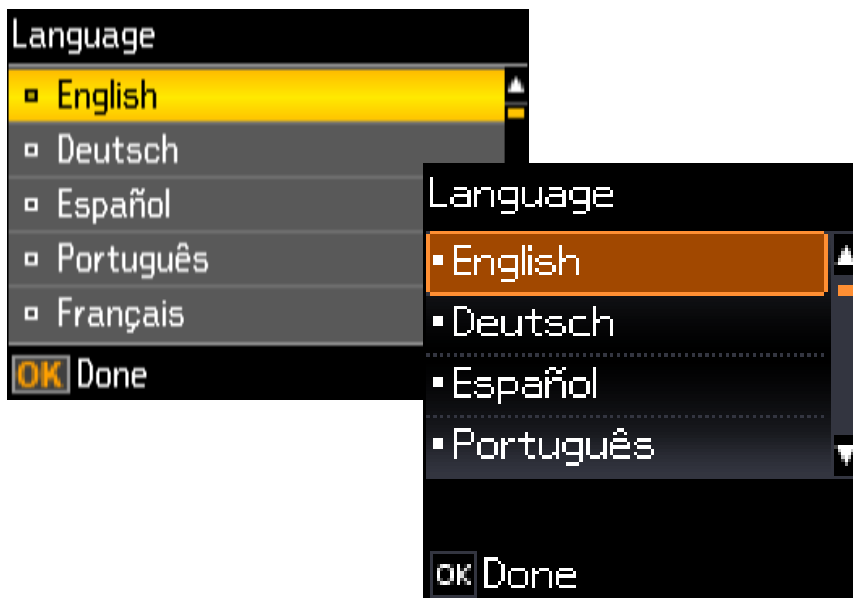 Language
English
Deutsch
Español
Português
Français
OK Done
Language
English
Deutsch
Español
Português
OK Done